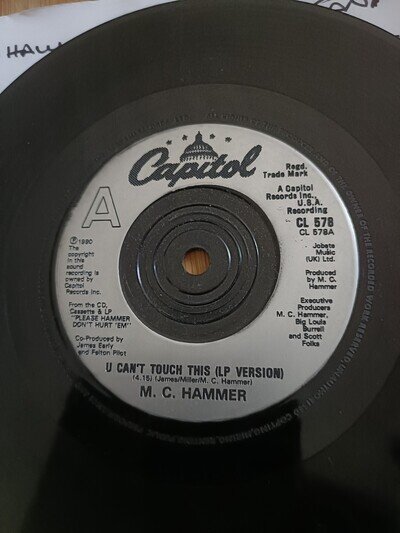 HAW
Capitol
Regd.
Trade Mark
A Capitol
Records Inc.,
U.S.A.
Recording
CL 578
CL 578A
Jobete
Music
(UK) Ltd.
Produced
by M. C.
Hammer
Executive
Producers
M. C. Hammer,
Big Louis
Burrell
and Scott
Folks
A
℗1990
The
copyright
in this
sound
recording is
owned by
Capitol
Records Inc.
From the CD,
Cassette & LP
"PLEASE HAMMER
DON'T HURT 'EM"
Co-Produced by
James Early
and Felton Pilot
U CAN'T TOUCH THIS (LP VERSION)
(4.15) (James/Miller/M. C. Hammer)
M. C. HAMMER